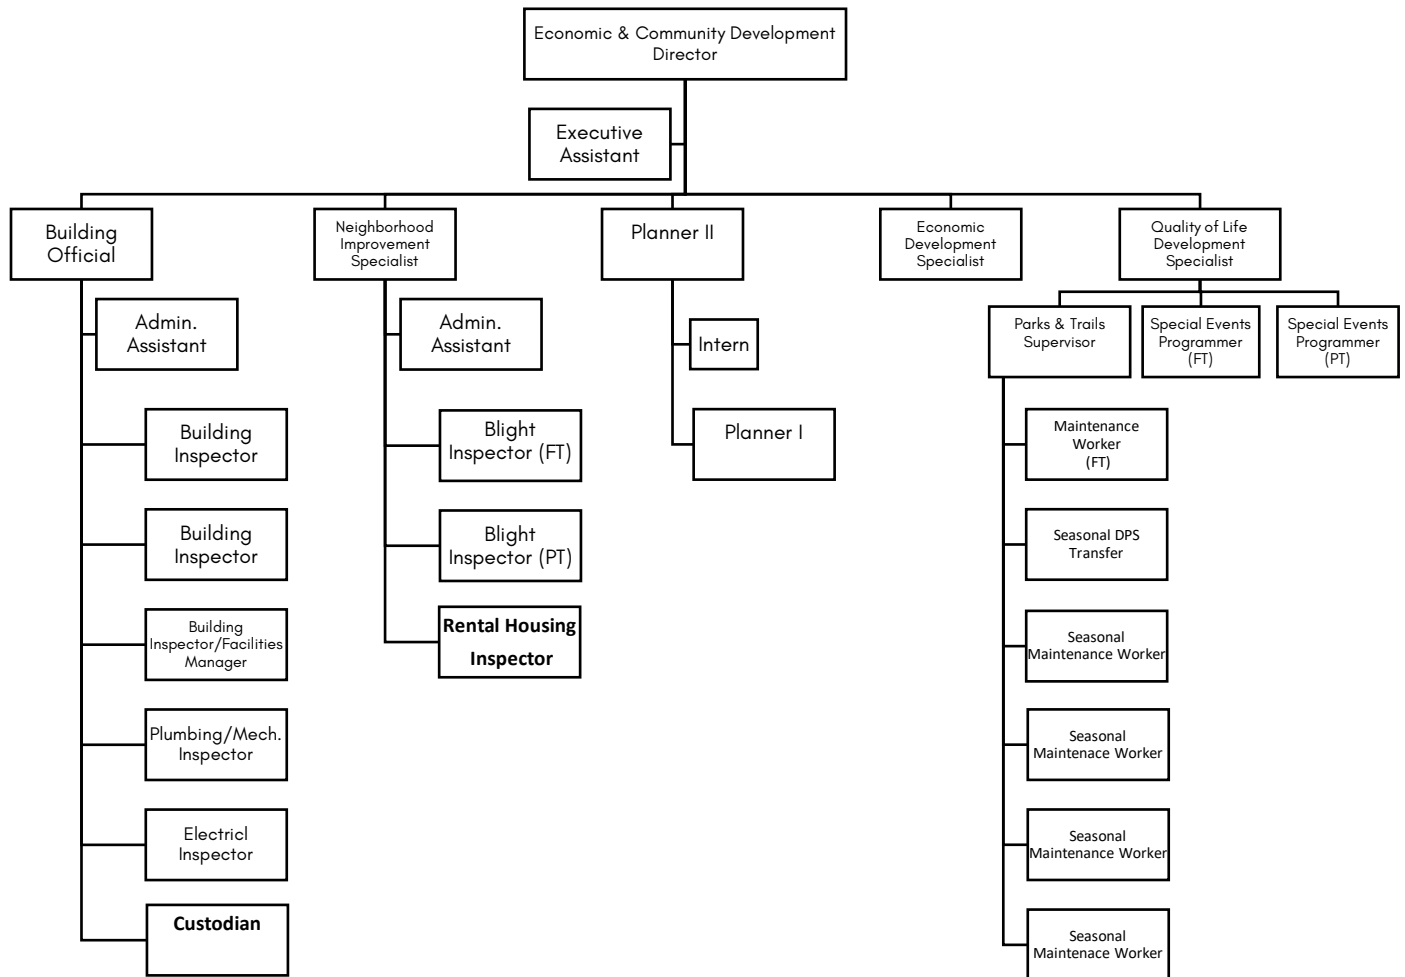 Economic & Community Development
Director
Executive
Assistant
Building
Official
Neighborhood
Improvement
Specialist
Planner II
Economic
Development
Specialist
Quality of Life
Development
Specialist
Admin.
Assistant
Admin.
Assistant
Intern
Parks & Trails
Supervisor
Special Events
Programmer
(FT)
Special Events
Programmer
(PT)
Building
Inspector
Blight
Inspector (FT)
Planner I
Maintenance
Worker
(FT)
Building
Inspector
Blight
Inspector (PT)
Seasonal DPS
Transfer
Building
Inspector/Facilities
Manager
Rental Housing
Inspector
Seasonal
Maintenance Worker
Plumbing/Mech.
Inspector
Seasonal
Maintenace Worker
Electricl
Inspector
Seasonal
Maintenance Worker
Custodian
Seasonal
Maintenace Worker